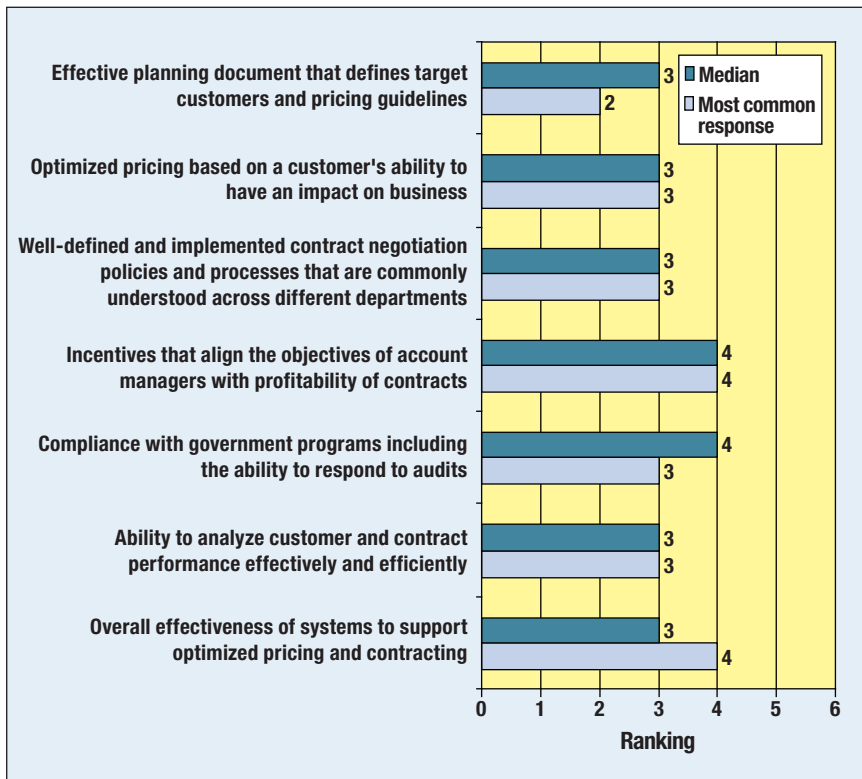 Effective planning document that defines target
customers and pricing guidelines
3
2
Median
Most common
response
Optimized pricing based on a customer's ability to
have an impact on business
3
3
Well-defined and implemented contract negotiation
policies and processes that are commonly
understood across different departments
3
3
Incentives that align the objectives of account
managers with profitability of contracts
4
4
Compliance with government programs including
the ability to respond to audits
4
3
Ability to analyze customer and contract
performance effectively and efficiently
3
3
Overall effectiveness of systems to support
optimized pricing and contracting
3
4
0 1 2 3 4 5 6
Ranking